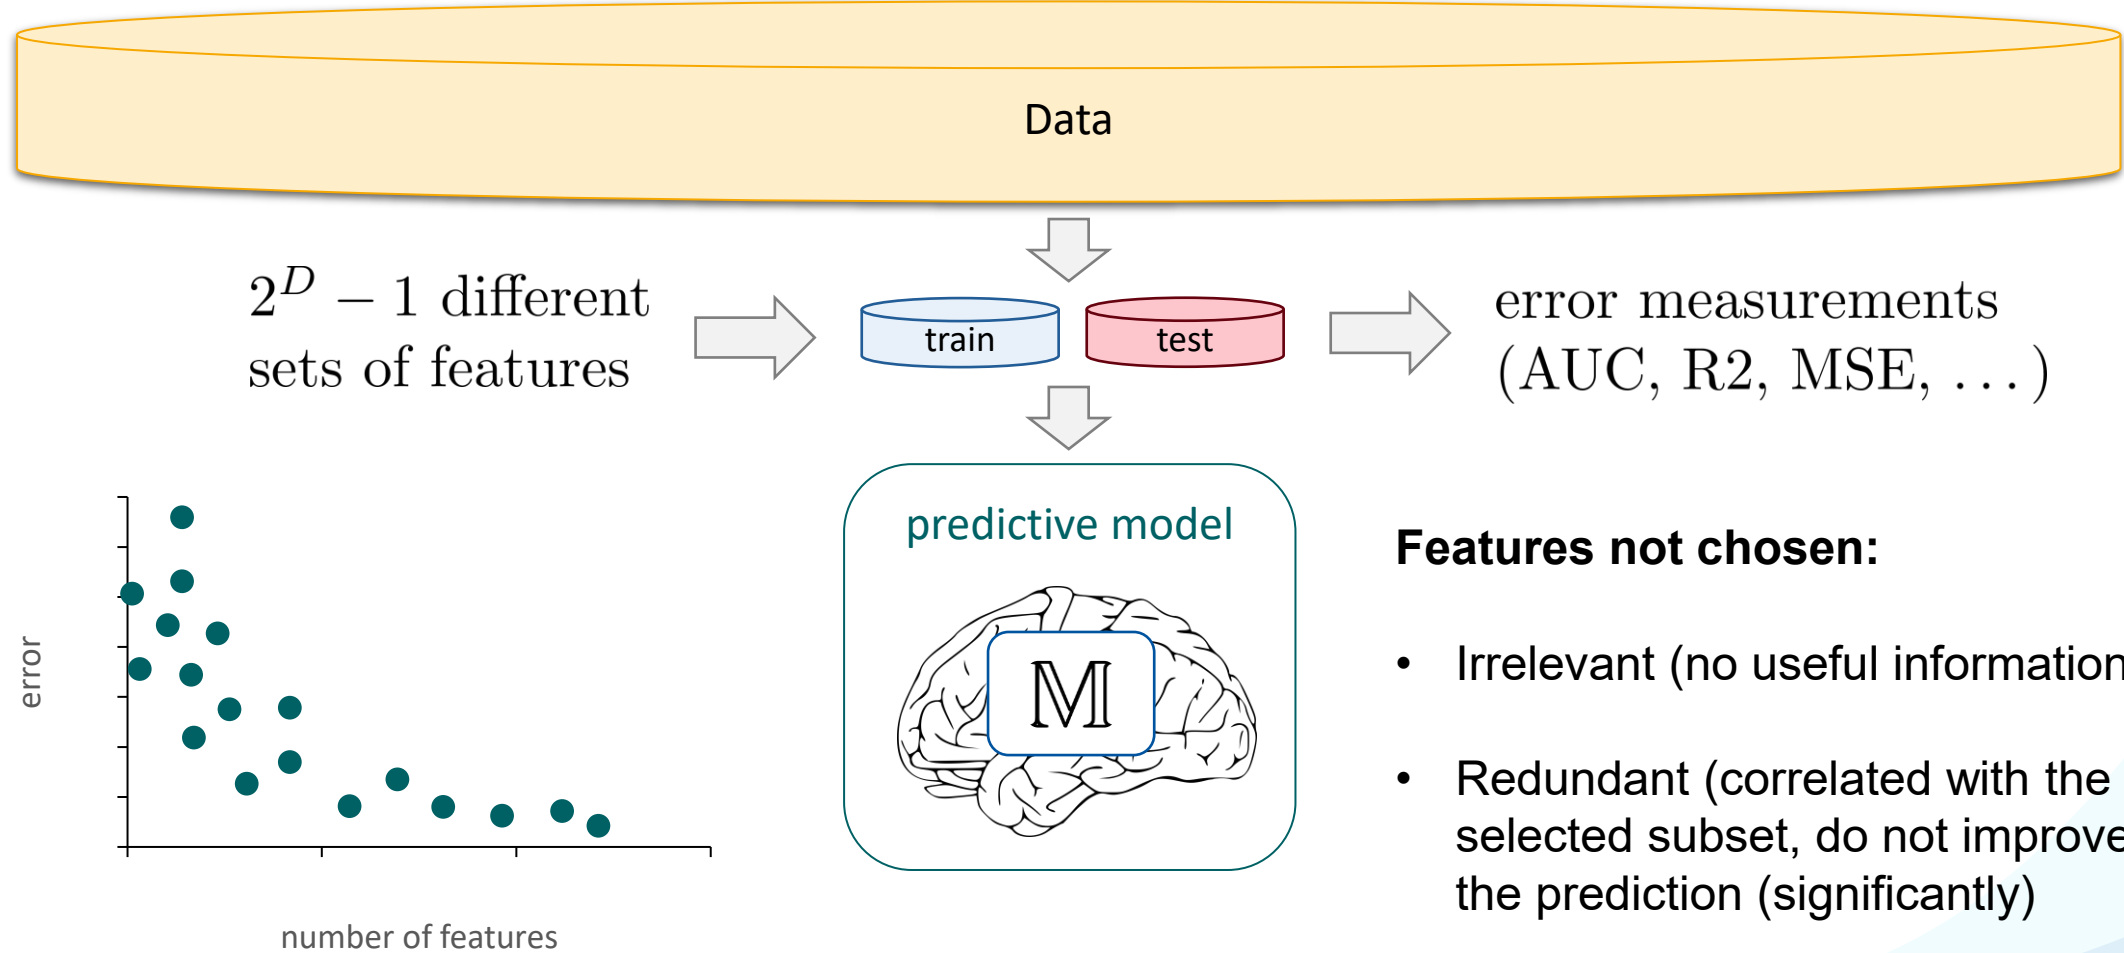 Data
2^D − 1 different
sets of features
train
test
error measurements
(AUC, R2, MSE, ...)
error
number of features
predictive model
𝕄
Features not chosen:
• Irrelevant (no useful information
• Redundant (correlated with the
selected subset, do not improve
the prediction (significantly)